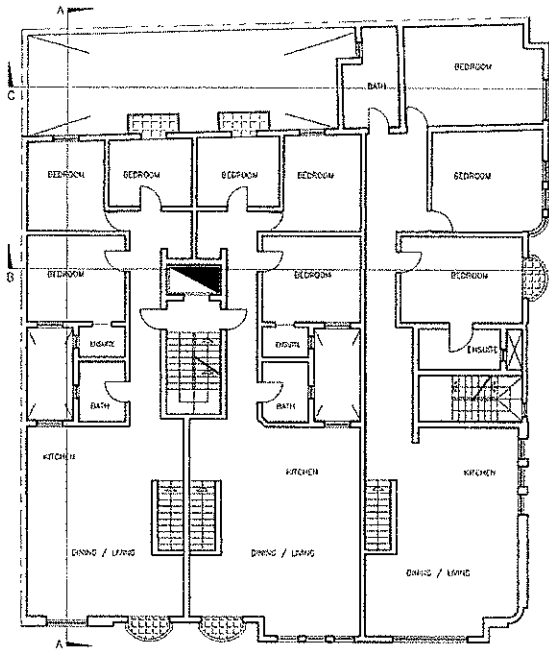 A
C
BEDROOM
BATH
BEDROOM
BEDROOM
BEDROOM
BEDROOM
BEDROOM
B
BEDROOM
BEDROOM
BEDROOM
ENSUITE
ENSUITE
ENSUITE
BATH
BATH
KITCHEN
KITCHEN
KITCHEN
DINING / LIVING
DINING / LIVING
DINING / LIVING
A